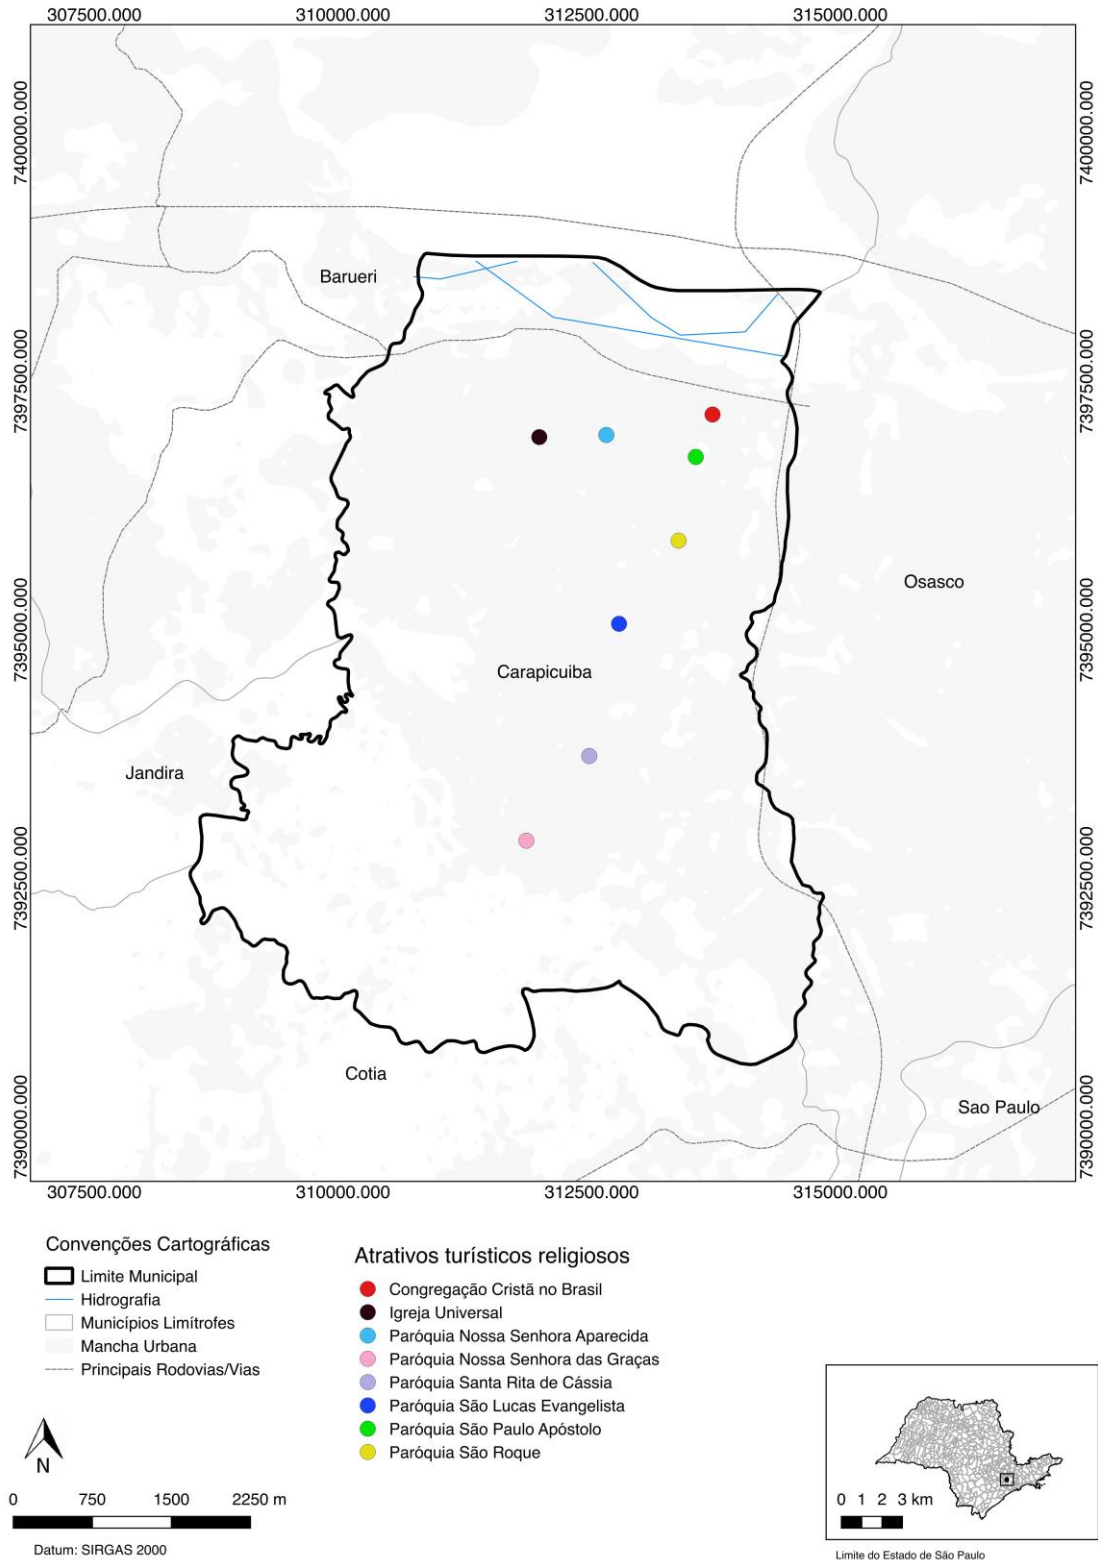 307500.000 310000.000 312500.000 315000.000
7400000.000
7400000.000
Barueri
7397500.000
7397500.000
Osasco
7395000.000
7395000.000
Carapicuiba
Jandira
7392500.000
7392500.000
Cotia
Sao Paulo
7390000.000
7390000.000
307500.000 310000.000 312500.000 315000.000
Convenções Cartográficas
Limite Municipal
Hidrografia
Municípios Limítrofes
Mancha Urbana
Principais Rodovias/Vias
Atrativos turísticos religiosos
Congregação Cristã no Brasil
Igreja Universal
Paróquia Nossa Senhora Aparecida
Paróquia Nossa Senhora das Graças
Paróquia Santa Rita de Cássia
Paróquia São Lucas Evangelista
Paróquia São Paulo Apóstolo
Paróquia São Roque
N
0 750 1500 2250 m
Datum: SIRGAS 2000
0 1 2 3 km
Limite do Estado de São Paulo